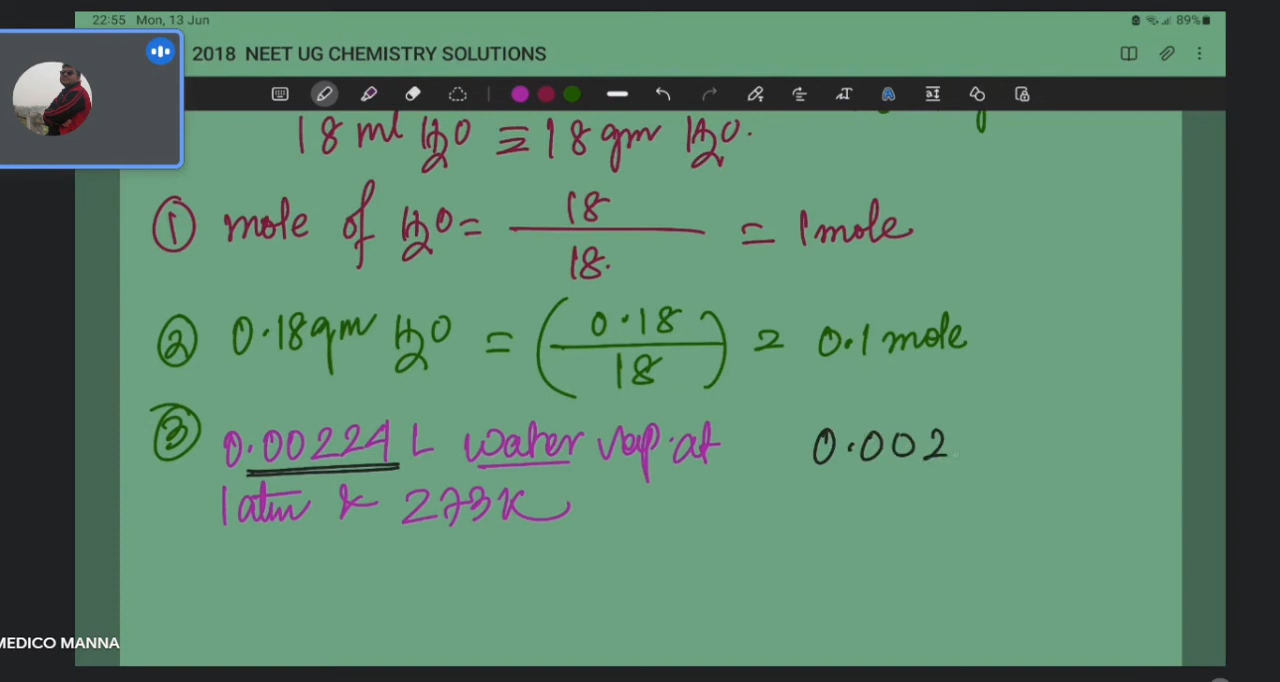 22:55 Mon, 13 Jun
89%
2018 NEET UG CHEMISTRY SOLUTIONS
18 ml H2O ≡ 18 gm H2O.
① mole of H2O = 18/18. = 1 mole
② 0.18 gm H2O = (0.18/18) = 0.1 mole
③ 0.00224 L water vap. at 0.002
1 atm & 273K
MEDICO MANNA